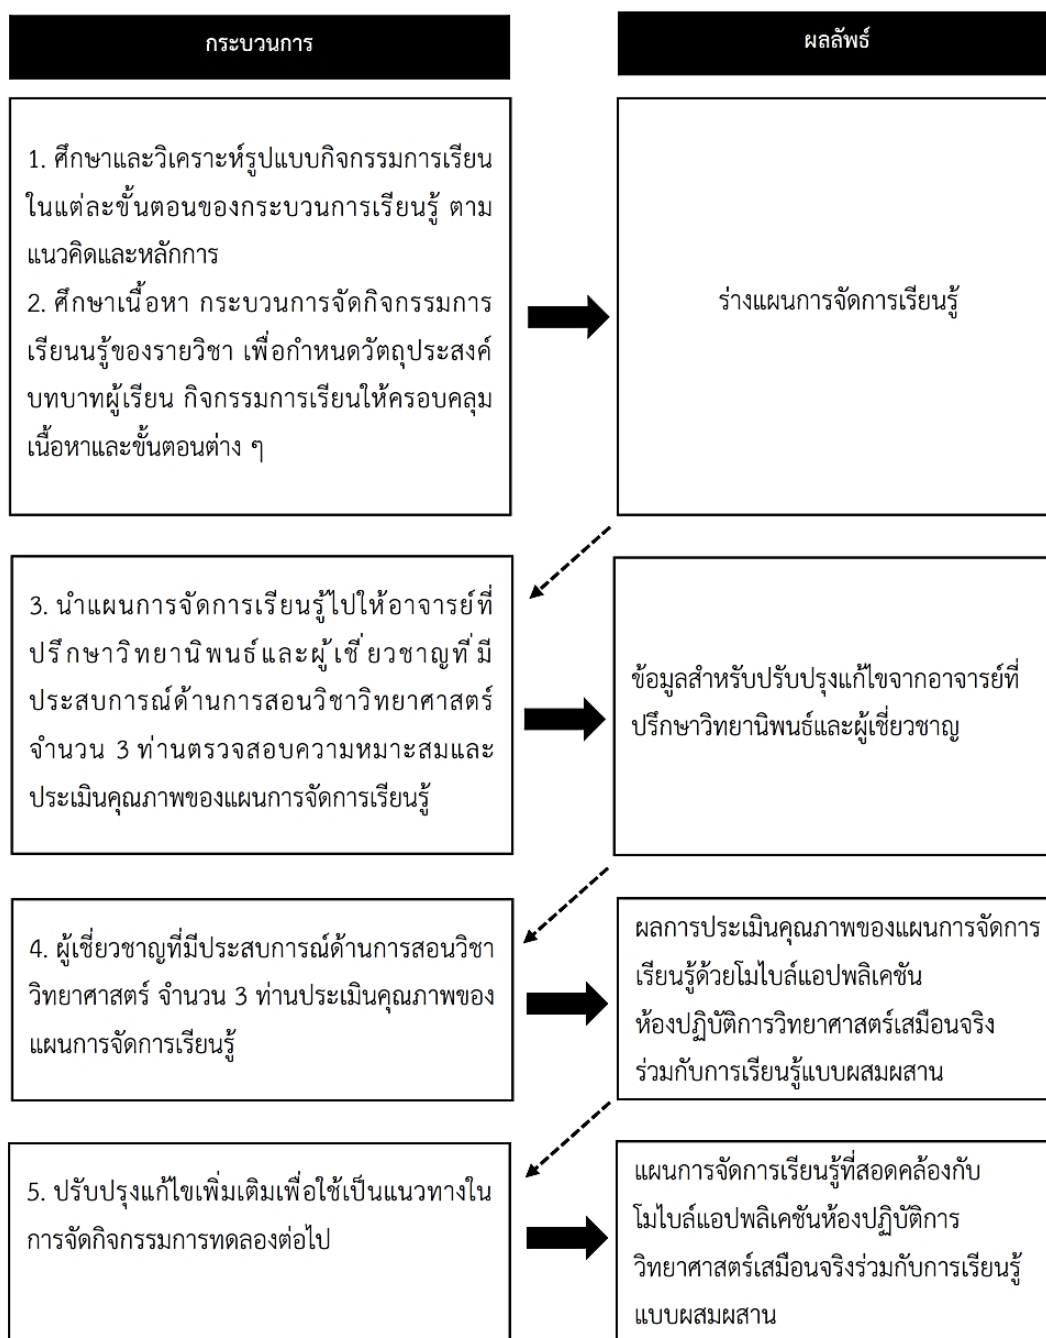 กระบวนการ
ผลลัพธ์
1. ศึกษาและวิเคราะห์รูปแบบกิจกรรมการเรียน
ในแต่ละขั้นตอนของกระบวนการเรียนรู้ ตาม
แนวคิดและหลักการ
2. ศึกษาเนื้อหา กระบวนการจัดกิจกรรมการ
เรียนนรู้ของรายวิชา เพื่อกำหนดวัตถุประสงค์
บทบาทผู้เรียน กิจกรรมการเรียนให้ครอบคลุม
เนื้อหาและขั้นตอนต่าง ๆ
ร่างแผนการจัดการเรียนรู้
3. นำแผนการจัดการเรียนรู้ไปให้อาจารย์ที่
ปรึกษาวิทยานิพนธ์และผู้เชี่ยวชาญที่มี
ประสบการณ์ด้านการสอนวิชาวิทยาศาสตร์
จำนวน 3 ท่านตรวจสอบความหมาะสมและ
ประเมินคุณภาพของแผนการจัดการเรียนรู้
ข้อมูลสำหรับปรับปรุงแก้ไขจากอาจารย์ที่
ปรึกษาวิทยานิพนธ์และผู้เชี่ยวชาญ
4. ผู้เชี่ยวชาญที่มีประสบการณ์ด้านการสอนวิชา
วิทยาศาสตร์ จำนวน 3 ท่านประเมินคุณภาพของ
แผนการจัดการเรียนรู้
ผลการประเมินคุณภาพของแผนการจัดการ
เรียนรู้ด้วยโมไบล์แอปพลิเคชัน
ห้องปฏิบัติการวิทยาศาสตร์เสมือนจริง
ร่วมกับการเรียนรู้แบบผสมผสาน
5. ปรับปรุงแก้ไขเพิ่มเติมเพื่อใช้เป็นแนวทางใน
การจัดกิจกรรมการทดลองต่อไป
แผนการจัดการเรียนรู้ที่สอดคล้องกับ
โมไบล์แอปพลิเคชันห้องปฏิบัติการ
วิทยาศาสตร์เสมือนจริงร่วมกับการเรียนรู้
แบบผสมผสาน